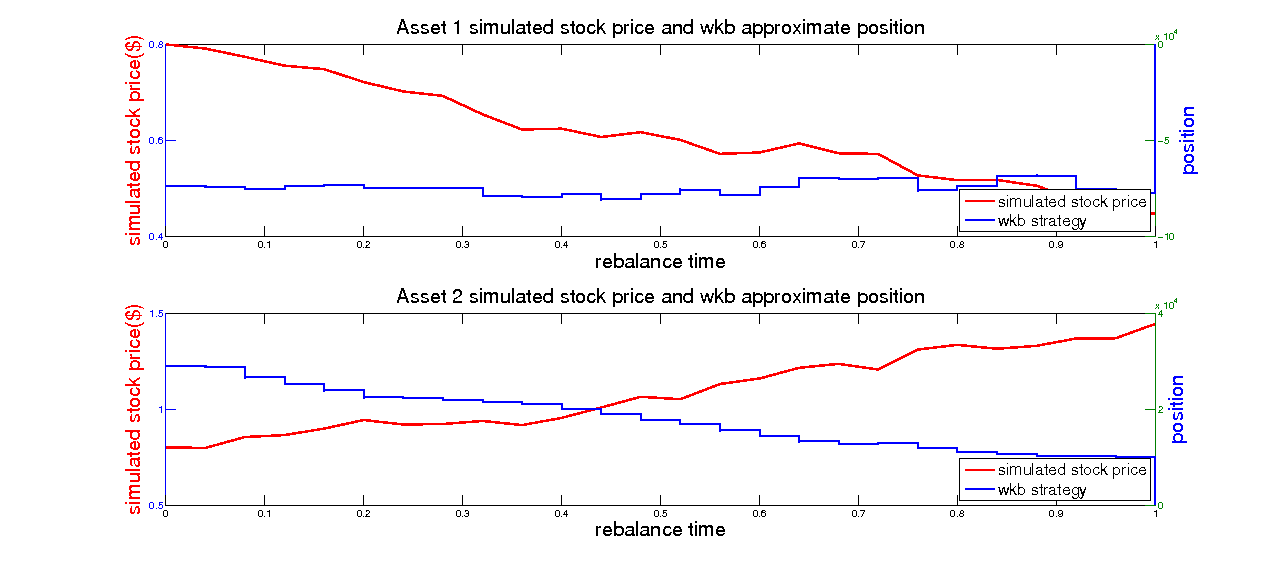 Asset 1 simulated stock price and wkb approximate position
x 10^4
simulated stock price($)
0.8
0.6
0.4
0
-5
-10
position
simulated stock price
wkb strategy
0 0.1 0.2 0.3 0.4 0.5 0.6 0.7 0.8 0.9 1
rebalance time
Asset 2 simulated stock price and wkb approximate position
x 10^4
simulated stock price($)
1.5
1
0.5
4
2
0
position
simulated stock price
wkb strategy
0 0.1 0.2 0.3 0.4 0.5 0.6 0.7 0.8 0.9 1
rebalance time